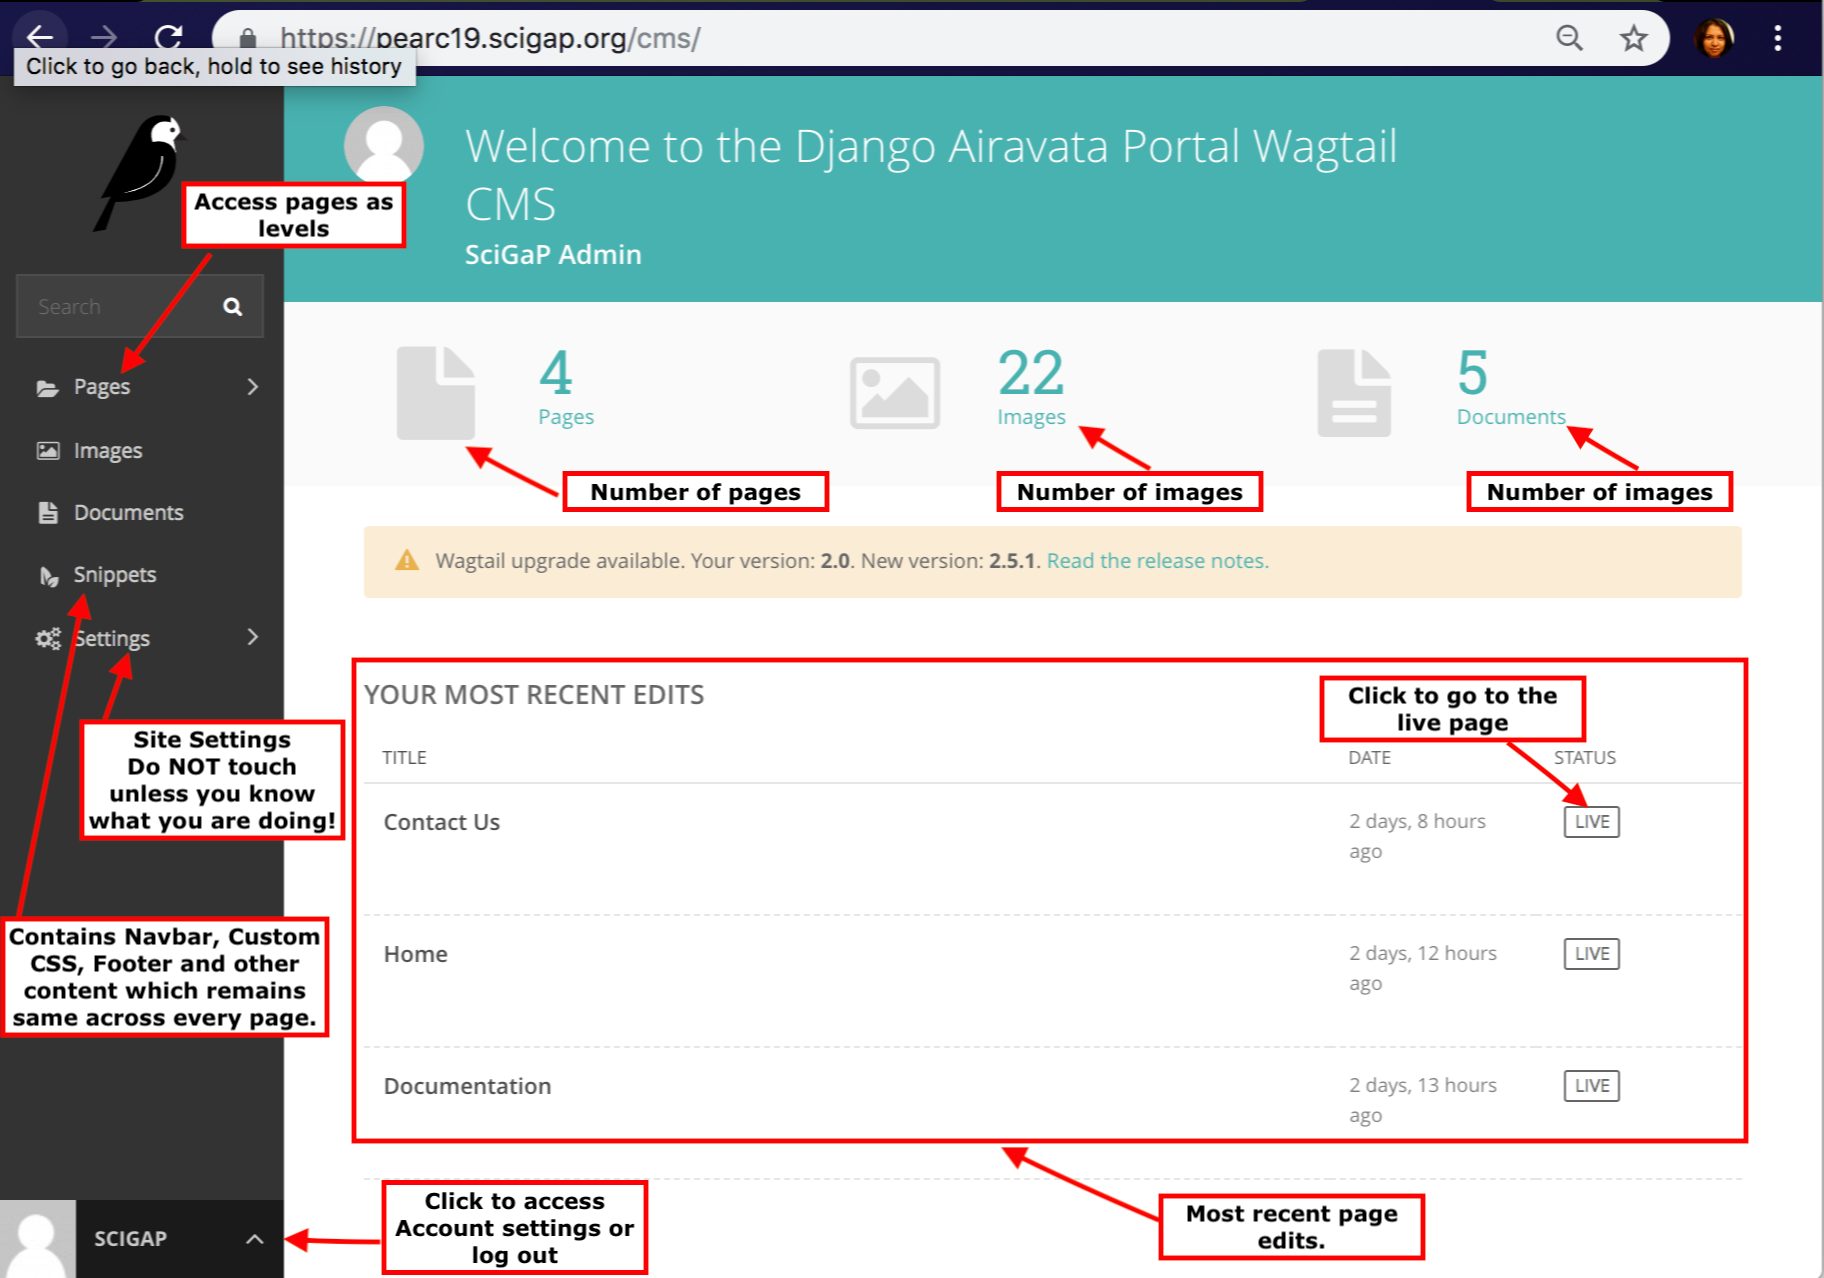 https://pearc19.scigap.org/cms/
Click to go back, hold to see history
Welcome to the Django Airavata Portal Wagtail
CMS
SciGaP Admin
Access pages as
levels
Search
Pages
Images
Documents
Snippets
Settings
4
Pages
22
Images
5
Documents
Number of pages
Number of images
Number of images
Wagtail upgrade available. Your version: 2.0. New version: 2.5.1. Read the release notes.
Site Settings
Do NOT touch
unless you know
what you are doing!
Contains Navbar, Custom
CSS, Footer and other
content which remains
same across every page.
YOUR MOST RECENT EDITS
Click to go to the
live page
TITLE
DATE
STATUS
Contact Us
2 days, 8 hours
ago
LIVE
Home
2 days, 12 hours
ago
LIVE
Documentation
2 days, 13 hours
ago
LIVE
Most recent page
edits.
Click to access
Account settings or
log out
SCIGAP